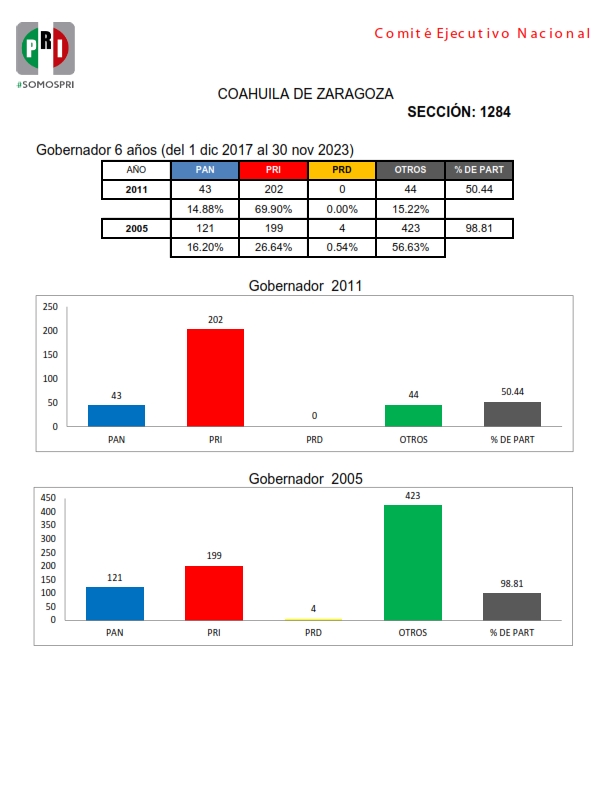 PRI
#SOMOSPRI
Comité Ejecutivo Nacional
COAHUILA DE ZARAGOZA
SECCIÓN: 1284
Gobernador 6 años (del 1 dic 2017 al 30 nov 2023)
AÑO PAN PRI PRD OTROS % DE PART
2011 43 202 0 44 50.44
14.88% 69.90% 0.00% 15.22%
2005 121 199 4 423 98.81
16.20% 26.64% 0.54% 56.63%
Gobernador 2011
250
200
150
100
50
0
43 202 0 44 50.44
PAN PRI PRD OTROS % DE PART
Gobernador 2005
450
400
350
300
250
200
150
100
50
0
121 199 4 423 98.81
PAN PRI PRD OTROS % DE PART